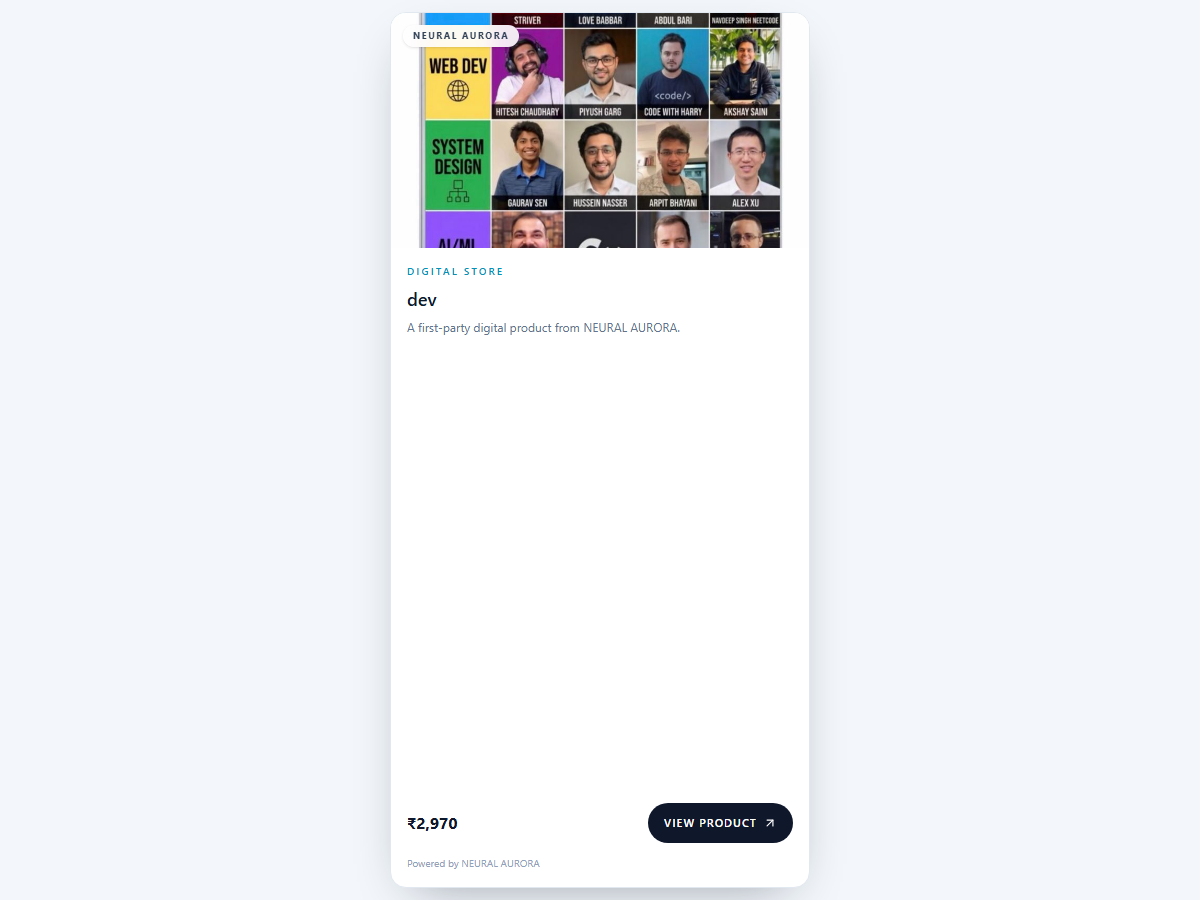 STRIVER LOVE BABBAR ABDUL BARI NAVDEEP SINGH NEETCODE
NEURAL AURORA
WEB DEV
<code/>
HITESH CHAUDHARY PIYUSH GARG CODE WITH HARRY AKSHAY SAINI
SYSTEM
DESIGN
GAURAV SEN HUSSEIN NASSER ARPIT BHAYANI ALEX XU
AI/ML
DIGITAL STORE
dev
A first-party digital product from NEURAL AURORA.
₹2,970
VIEW PRODUCT
Powered by NEURAL AURORA